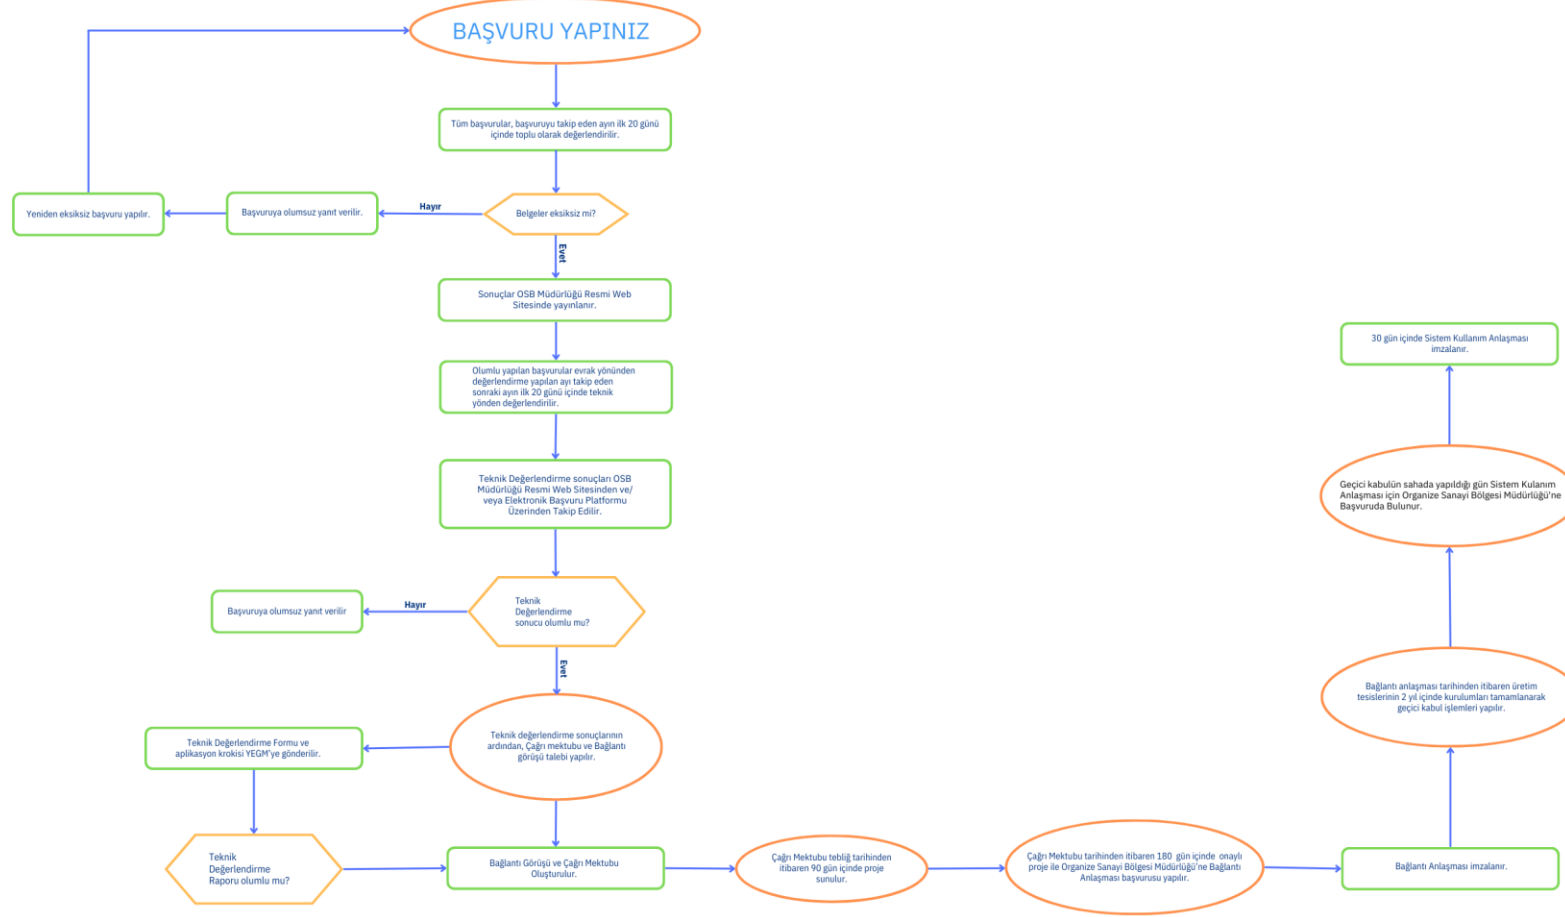 BAŞVURU YAPINIZ
Tüm başvurular, başvuruyu takip eden ayın ilk 20 günü
içinde toplu olarak değerlendirilir.
Yeniden eksiksiz başvuru yapılır.
Başvuruya olumsuz yanıt verilir.
Hayır
Belgeler eksiksiz mi?
Evet
Sonuçlar OSB Müdürlüğü Resmi Web
Sitesinde yayınlanır.
Olumlu yapılan başvurular evrak yönünden
değerlendirme yapılan ayı takip eden
sonraki ayın ilk 20 günü içinde teknik
yönden değerlendirilir.
Teknik Değerlendirme sonuçları OSB
Müdürlüğü Resmi Web Sitesinden ve/
veya Elektronik Başvuru Platformu
Üzerinden Takip Edilir.
Başvuruya olumsuz yanıt verilir
Hayır
Teknik
Değerlendirme
sonucu olumlu mu?
Evet
Teknik değerlendirme sonuçlarının
ardından, Çağrı mektubu ve Bağlantı
görüşü talebi yapılır.
Teknik Değerlendirme Formu ve
aplikasyon krokisi YEGM'ye gönderilir.
Teknik
Değerlendirme
Raporu olumlu mu?
Bağlantı Görüşü ve Çağrı Mektubu
Oluşturulur.
Çağrı Mektubu tebliğ tarihinden
itibaren 90 gün içinde proje
sunulur.
Çağrı Mektubu tarihinden itibaren 180 gün içinde onaylı
proje ile Organize Sanayi Bölgesi Müdürlüğü'ne Bağlantı
Anlaşması başvurusu yapılır.
Bağlantı Anlaşması imzalanır.
Bağlantı anlaşması tarihinden itibaren üretim
tesislerinin 2 yıl içinde kurulumları tamamlanarak
geçici kabul işlemleri yapılır.
Geçici kabulün sahada yapıldığı gün Sistem Kulanım
Anlaşması için Organize Sanayi Bölgesi Müdürlüğü'ne
Başvuruda Bulunur.
30 gün içinde Sistem Kullanım Anlaşması
imzalanır.